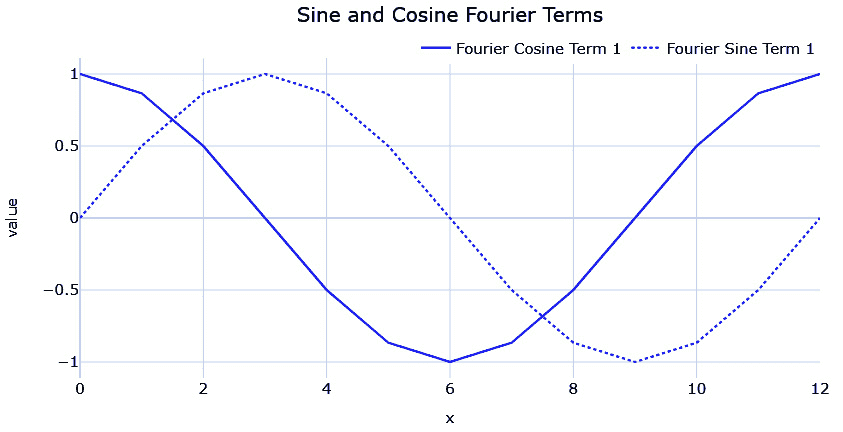 Sine and Cosine Fourier Terms
Fourier Cosine Term 1 Fourier Sine Term 1
1
0.5
0
−0.5
−1
value
0 2 4 6 8 10 12
x